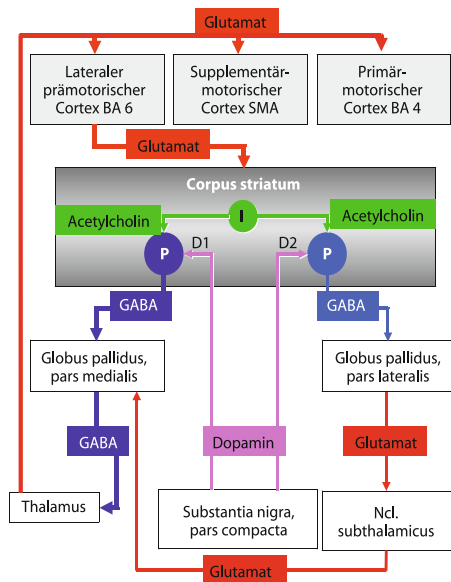 Glutamat
Lateraler
prämotorischer
Cortex BA 6
Supplementär-
motorischer
Cortex SMA
Primär-
motorischer
Cortex BA 4
Glutamat
Corpus striatum
I
Acetylcholin
Acetylcholin
D1
D2
P
P
GABA
GABA
Globus pallidus,
pars medialis
Globus pallidus,
pars lateralis
GABA
Dopamin
Glutamat
Thalamus
Substantia nigra,
pars compacta
Ncl.
subthalamicus
Glutamat